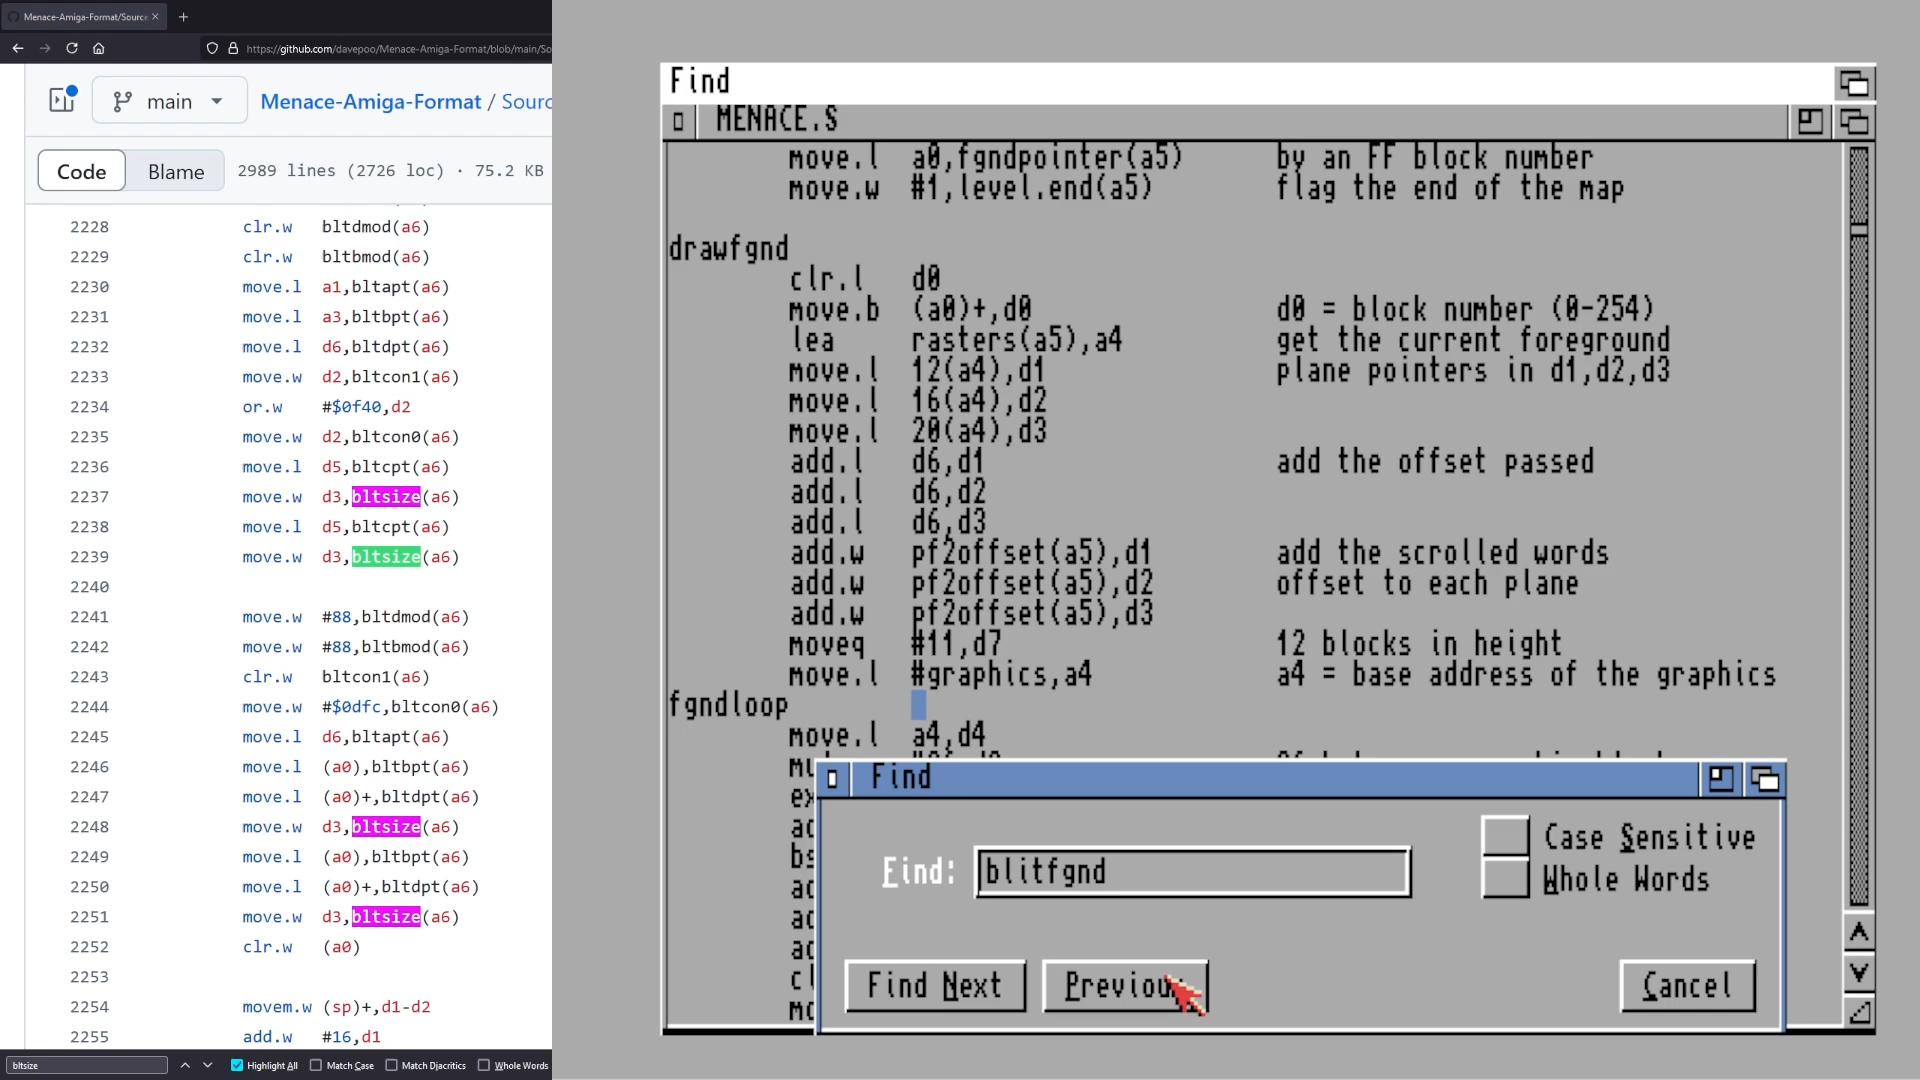 Menace-Amiga-Format/Source
https://github.com/davepoo/Menace-Amiga-Format/blob/main/So
main
Menace-Amiga-Format / Sourc
Code
Blame
2989 lines (2726 loc) · 75.2 KB
2228 clr.w bltdmod(a6)
2229 clr.w bltbmod(a6)
2230 move.l a1,bltapt(a6)
2231 move.l a3,bltbpt(a6)
2232 move.l d6,bltdpt(a6)
2233 move.w d2,bltcon1(a6)
2234 or.w #$0f40,d2
2235 move.w d2,bltcon0(a6)
2236 move.l d5,bltcpt(a6)
2237 move.w d3,bltsize(a6)
2238 move.l d5,bltcpt(a6)
2239 move.w d3,bltsize(a6)
2240
2241 move.w #88,bltdmod(a6)
2242 move.w #88,bltbmod(a6)
2243 clr.w bltcon1(a6)
2244 move.w #$0dfc,bltcon0(a6)
2245 move.l d6,bltapt(a6)
2246 move.l (a0),bltbpt(a6)
2247 move.l (a0)+,bltdpt(a6)
2248 move.w d3,bltsize(a6)
2249 move.l (a0),bltbpt(a6)
2250 move.l (a0)+,bltdpt(a6)
2251 move.w d3,bltsize(a6)
2252 clr.w (a0)
2253
2254 movem.w (sp)+,d1-d2
2255 add.w #16,d1
bltsize
Highlight All
Match Case
Match Diacritics
Whole Words
Find
MENACE.S
move.l a0,fgndpointer(a5) by an FF block number
move.w #1,level.end(a5) flag the end of the map
drawfgnd
clr.l d0
move.b (a0)+,d0 d0 = block number (0-254)
lea rasters(a5),a4 get the current foreground
move.l 12(a4),d1 plane pointers in d1,d2,d3
move.l 16(a4),d2
move.l 20(a4),d3
add.l d6,d1 add the offset passed
add.l d6,d2
add.l d6,d3
add.w pf2offset(a5),d1 add the scrolled words
add.w pf2offset(a5),d2 offset to each plane
add.w pf2offset(a5),d3
moveq #11,d7 12 blocks in height
move.l #graphics,a4 a4 = base address of the graphics
fgndloop
move.l a4,d4
Find
Find: blitfgnd
Case Sensitive
Whole Words
Find Next
Previou
Cancel